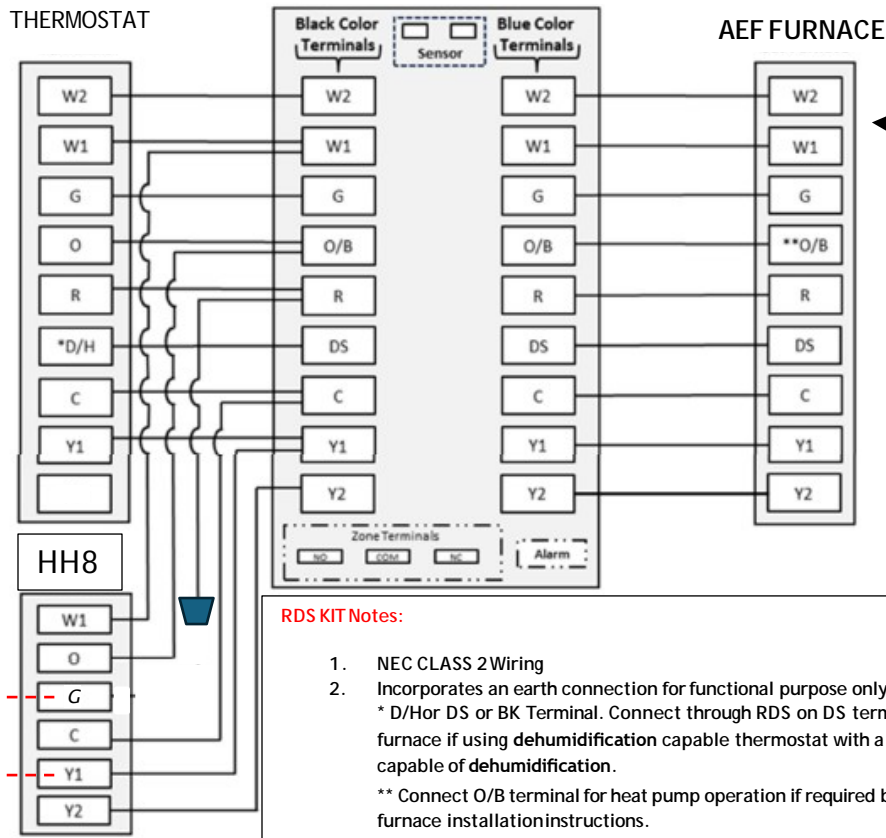 THERMOSTAT
Black Color
Terminals
Sensor
Blue Color
Terminals
AEF FURNACE
W2
W1
G
O
R
*D/H
C
Y1
W2
W1
G
O/B
R
DS
C
Y1
Y2
W2
W1
G
O/B
R
DS
C
Y1
Y2
W2
W1
G
**O/B
R
DS
C
Y1
Y2
Zone Terminals
NO COM NC
Alarm
HH8
W1
O
G
C
Y1
Y2
RDS KIT Notes:
1. NEC CLASS 2 Wiring
2. Incorporates an earth connection for functional purpose only
* D/Hor DS or BK Terminal. Connect through RDS on DS term
furnace if using dehumidification capable thermostat with a
capable of dehumidification.
** Connect O/B terminal for heat pump operation if required b
furnace installationinstructions.